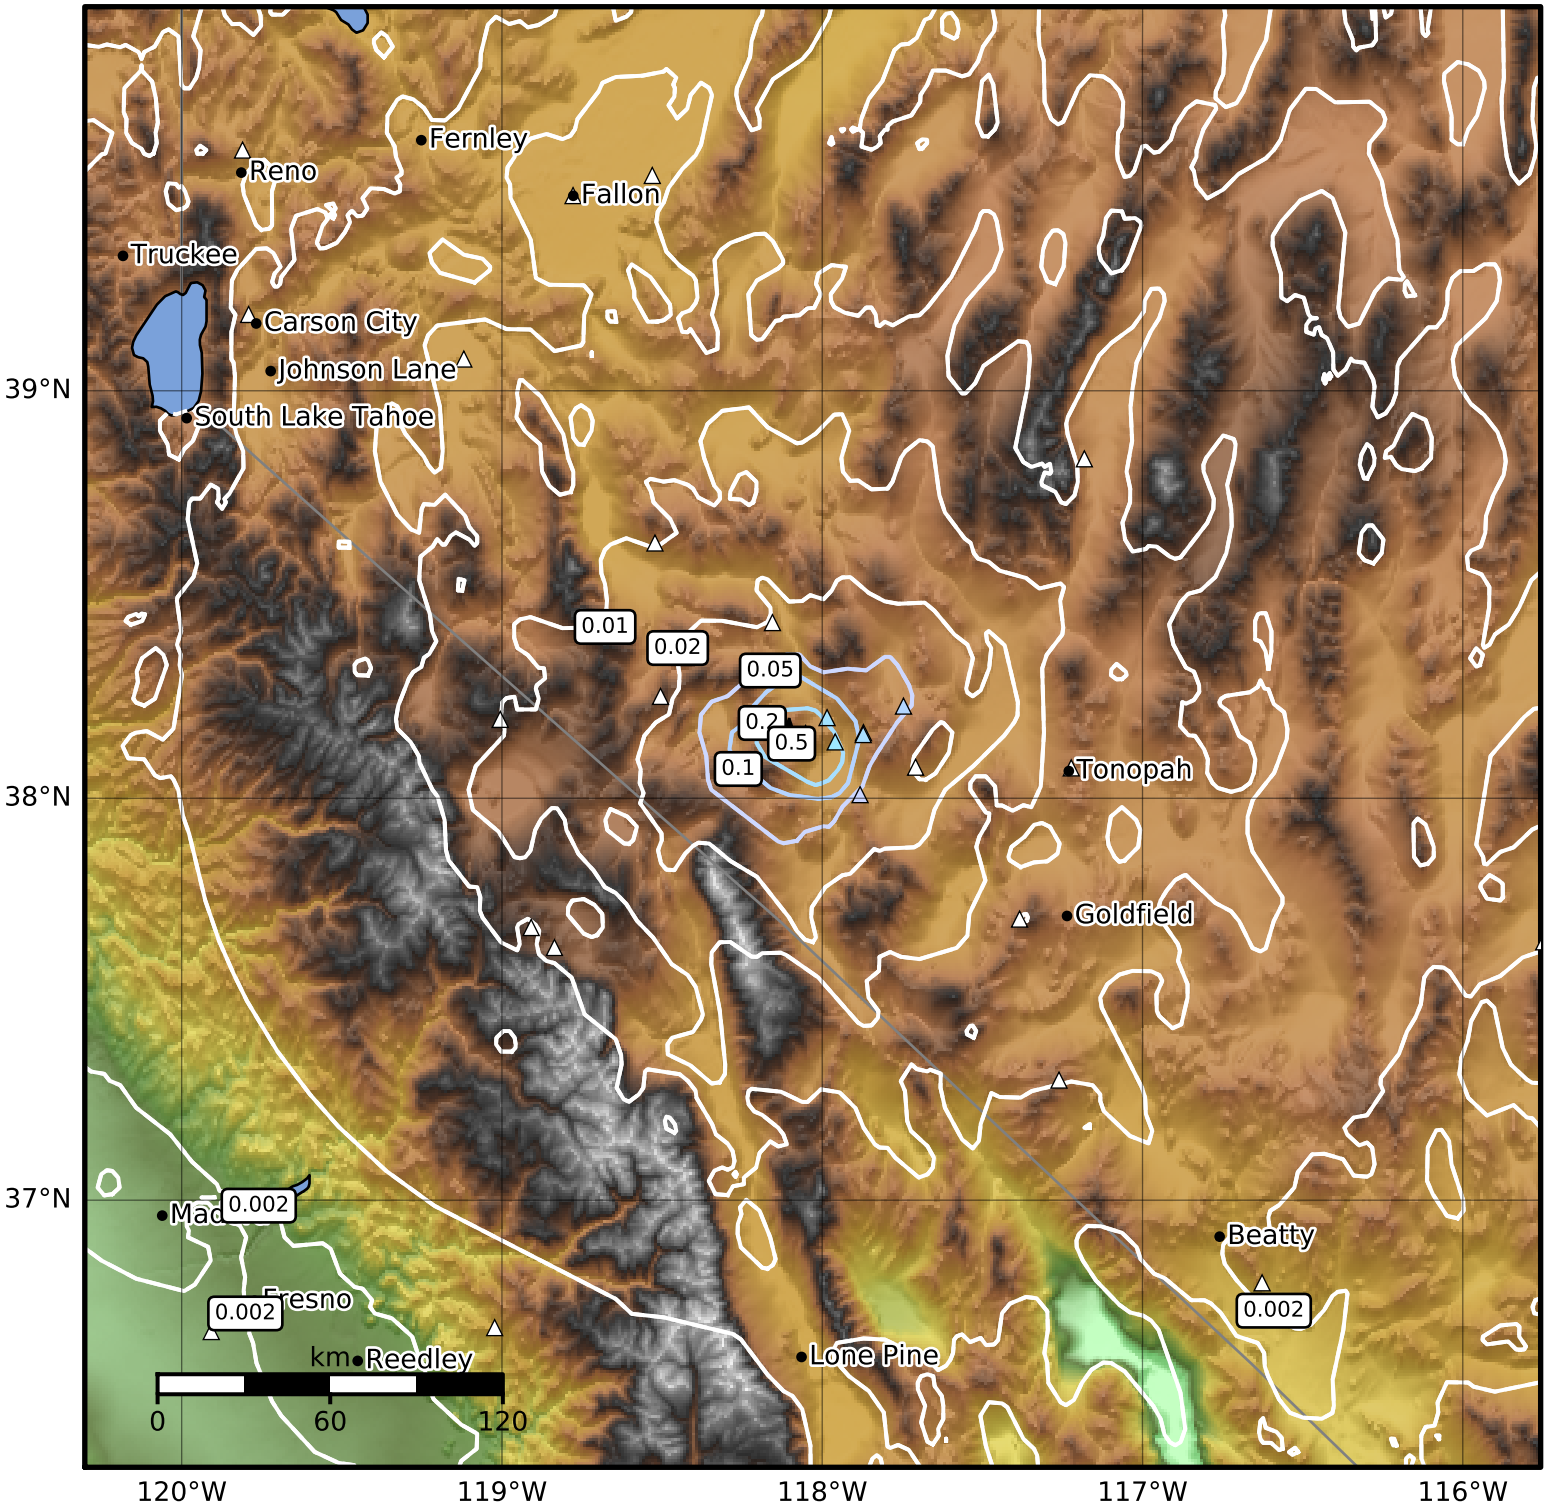 Fernley
Reno
Fallon
Truckee
Carson City
Johnson Lane
39°N
South Lake Tahoe
0.01
0.02
0.05
0.2
0.5
0.1
Tonopah
38°N
Goldfield
37°N
0.002
Mad
Beatty
0.002
Fresno
0.002
km
Reedley
Lone Pine
0 60 120
120°W 119°W 118°W 117°W 116°W